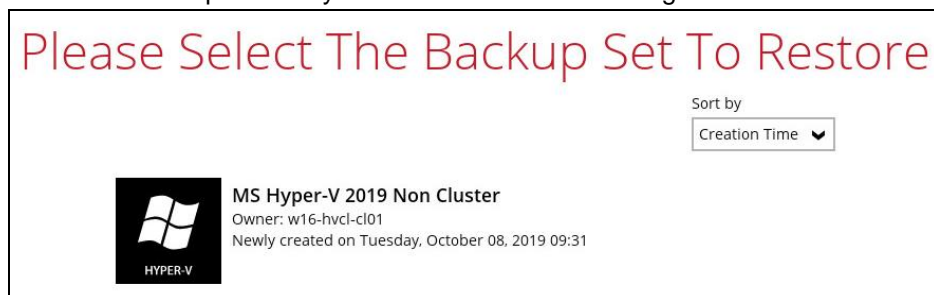 Please Select The Backup Set To Restore
Sort by
Creation Time
MS Hyper-V 2019 Non Cluster
Owner: w16-hvcl-cl01
Newly created on Tuesday, October 08, 2019 09:31
HYPER-V